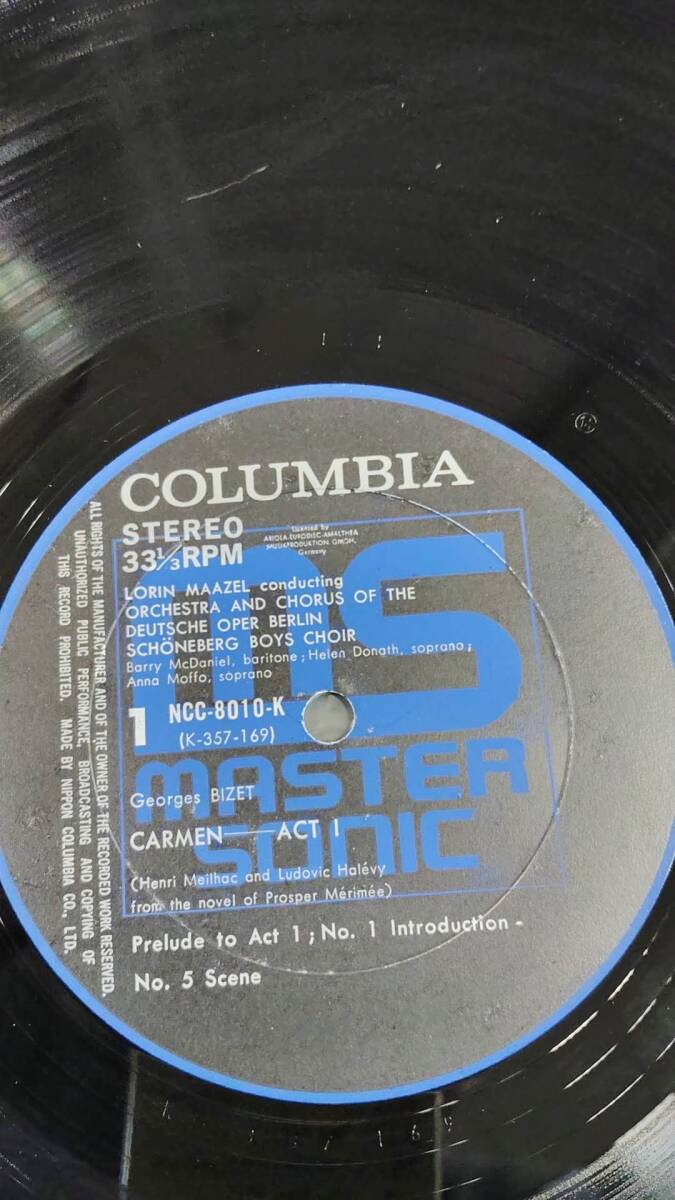 COLUMBIA
STEREO
33⅓RPM
Licensed by
ARIOLA-EURODISC-AMALTHEA
MUSIKPRODUKTION GMBH,
Germany
LORIN MAAZEL conducting
ORCHESTRA AND CHORUS OF THE
DEUTSCHE OPER BERLIN
SCHÖNEBERG BOYS CHOIR
Barry McDaniel, baritone; Helen Donath, soprano;
Anna Moffo, soprano
1 NCC-8010-K
(K-357-169)
MS
MASTER
SONIC
Georges BIZET
CARMEN——ACT 1
(Henri Meilhac and Ludovic Halévy
from the novel of Prosper Mérimée)
Prelude to Act 1; No. 1 Introduction -
No. 5 Scene
ALL RIGHTS OF THE MANUFACTURER AND OF THE OWNER OF THE RECORDED WORK RESERVED.
UNAUTHORIZED PUBLIC PERFORMANCE, BROADCASTING AND COPYING OF
THIS RECORD PROHIBITED. MADE BY NIPPON COLUMBIA CO., LTD.